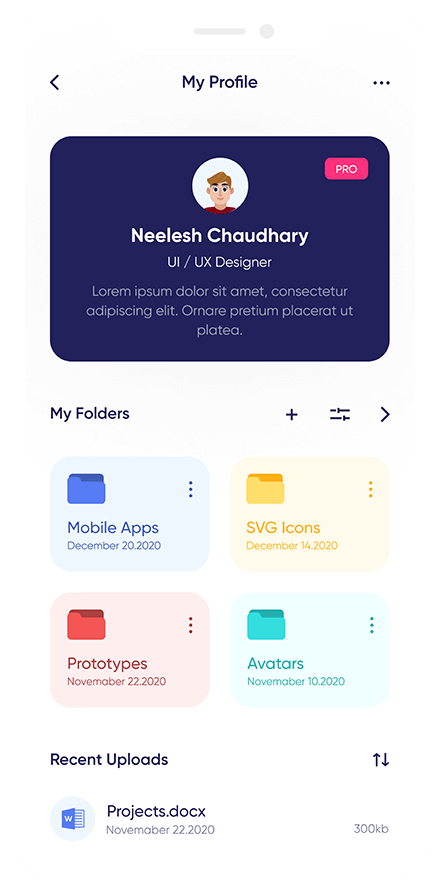 My Profile
PRO
Neelesh Chaudhary
UI / UX Designer
Lorem ipsum dolor sit amet, consectetur
adipiscing elit. Ornare pretium placerat ut
platea.
My Folders
Mobile Apps
December 20.2020
SVG Icons
December 14.2020
Prototypes
Novemaber 22.2020
Avatars
Novemaber 10.2020
Recent Uploads
Projects.docx
Novemaber 22.2020
300kb